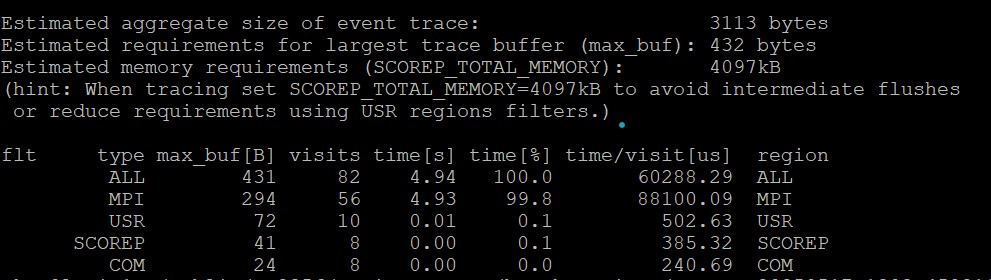 Estimated aggregate size of event trace: 3113 bytes
Estimated requirements for largest trace buffer (max_buf): 432 bytes
Estimated memory requirements (SCOREP_TOTAL_MEMORY): 4097kB
(hint: When tracing set SCOREP_TOTAL_MEMORY=4097kB to avoid intermediate flushes
or reduce requirements using USR regions filters.)
flt type max_buf[B] visits time[s] time[%] time/visit[us] region
ALL 431 82 4.94 100.0 60288.29 ALL
MPI 294 56 4.93 99.8 88100.09 MPI
USR 72 10 0.01 0.1 502.63 USR
SCOREP 41 8 0.00 0.1 385.32 SCOREP
COM 24 8 0.00 0.0 240.69 COM